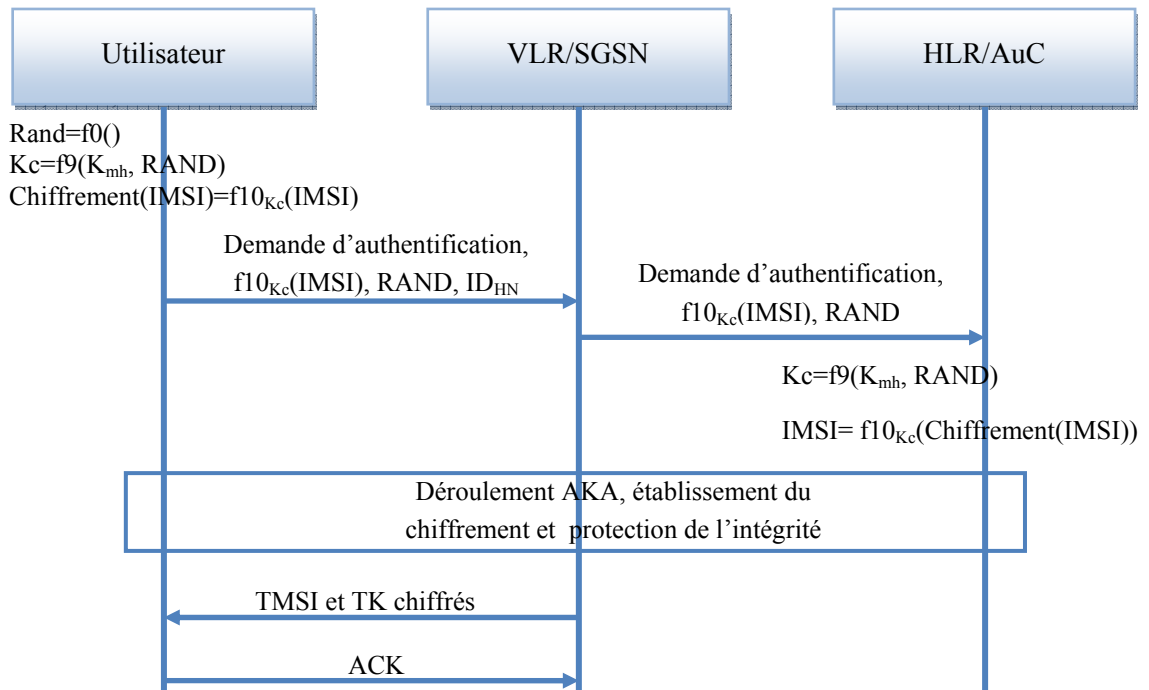 Utilisateur
VLR/SGSN
HLR/AuC
Rand=f0()
Kc=f9(Kmh, RAND)
Chiffrement(IMSI)=f10Kc(IMSI)
Demande d’authentification,
f10Kc(IMSI), RAND, IDHN
Demande d’authentification,
f10Kc(IMSI), RAND
Kc=f9(Kmh, RAND)
IMSI= f10Kc(Chiffrement(IMSI))
Déroulement AKA, établissement du
chiffrement et protection de l’intégrité
TMSI et TK chiffrés
ACK